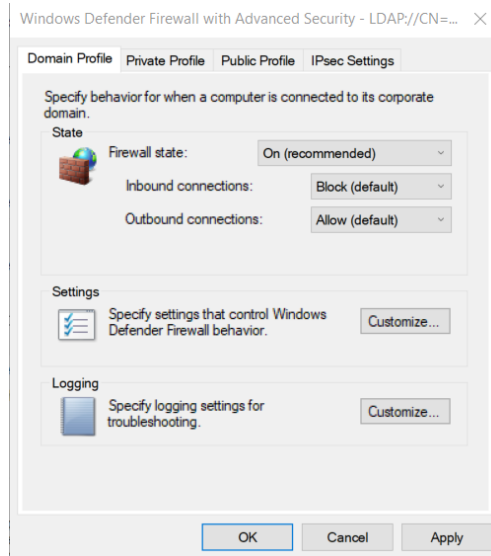 Windows Defender Firewall with Advanced Security - LDAP://CN=...
Domain Profile Private Profile Public Profile IPsec Settings
Specify behavior for when a computer is connected to its corporate
domain.
State
Firewall state: On (recommended)
Inbound connections: Block (default)
Outbound connections: Allow (default)
Settings
Specify settings that control Windows
Defender Firewall behavior.
Customize...
Logging
Specify logging settings for
troubleshooting.
Customize...
OK Cancel Apply